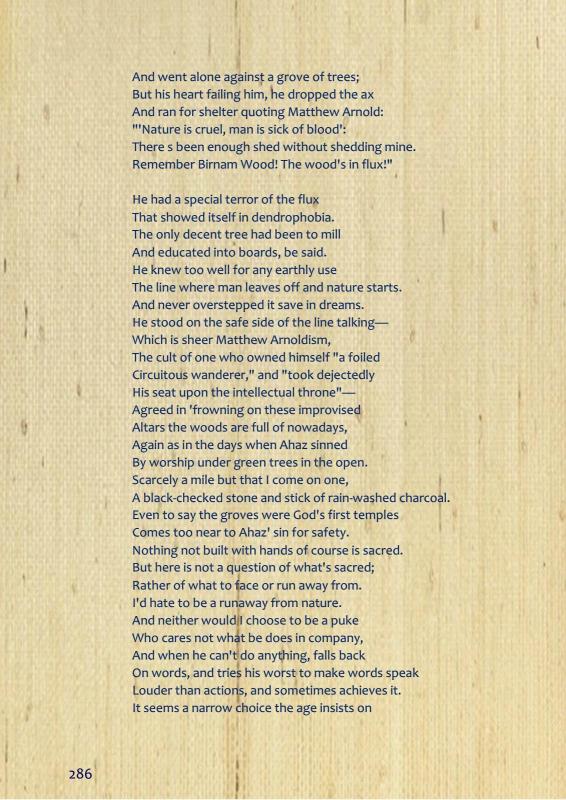 And went alone against a grove of trees;
But his heart failing him, he dropped the ax
And ran for shelter quoting Matthew Arnold:
"'Nature is cruel, man is sick of blood':
There s been enough shed without shedding mine.
Remember Birnam Wood! The wood's in flux!"
He had a special terror of the flux
That showed itself in dendrophobia.
The only decent tree had been to mill
And educated into boards, be said.
He knew too well for any earthly use
The line where man leaves off and nature starts.
And never overstepped it save in dreams.
He stood on the safe side of the line talking—
Which is sheer Matthew Arnoldism,
The cult of one who owned himself "a foiled
Circuitous wanderer," and "took dejectedly
His seat upon the intellectual throne"—
Agreed in 'frowning on these improvised
Altars the woods are full of nowadays,
Again as in the days when Ahaz sinned
By worship under green trees in the open.
Scarcely a mile but that I come on one,
A black-checked stone and stick of rain-washed charcoal.
Even to say the groves were God's first temples
Comes too near to Ahaz' sin for safety.
Nothing not built with hands of course is sacred.
But here is not a question of what's sacred;
Rather of what to face or run away from.
I'd hate to be a runaway from nature.
And neither would I choose to be a puke
Who cares not what be does in company,
And when he can't do anything, falls back
On words, and tries his worst to make words speak
Louder than actions, and sometimes achieves it.
It seems a narrow choice the age insists on
286